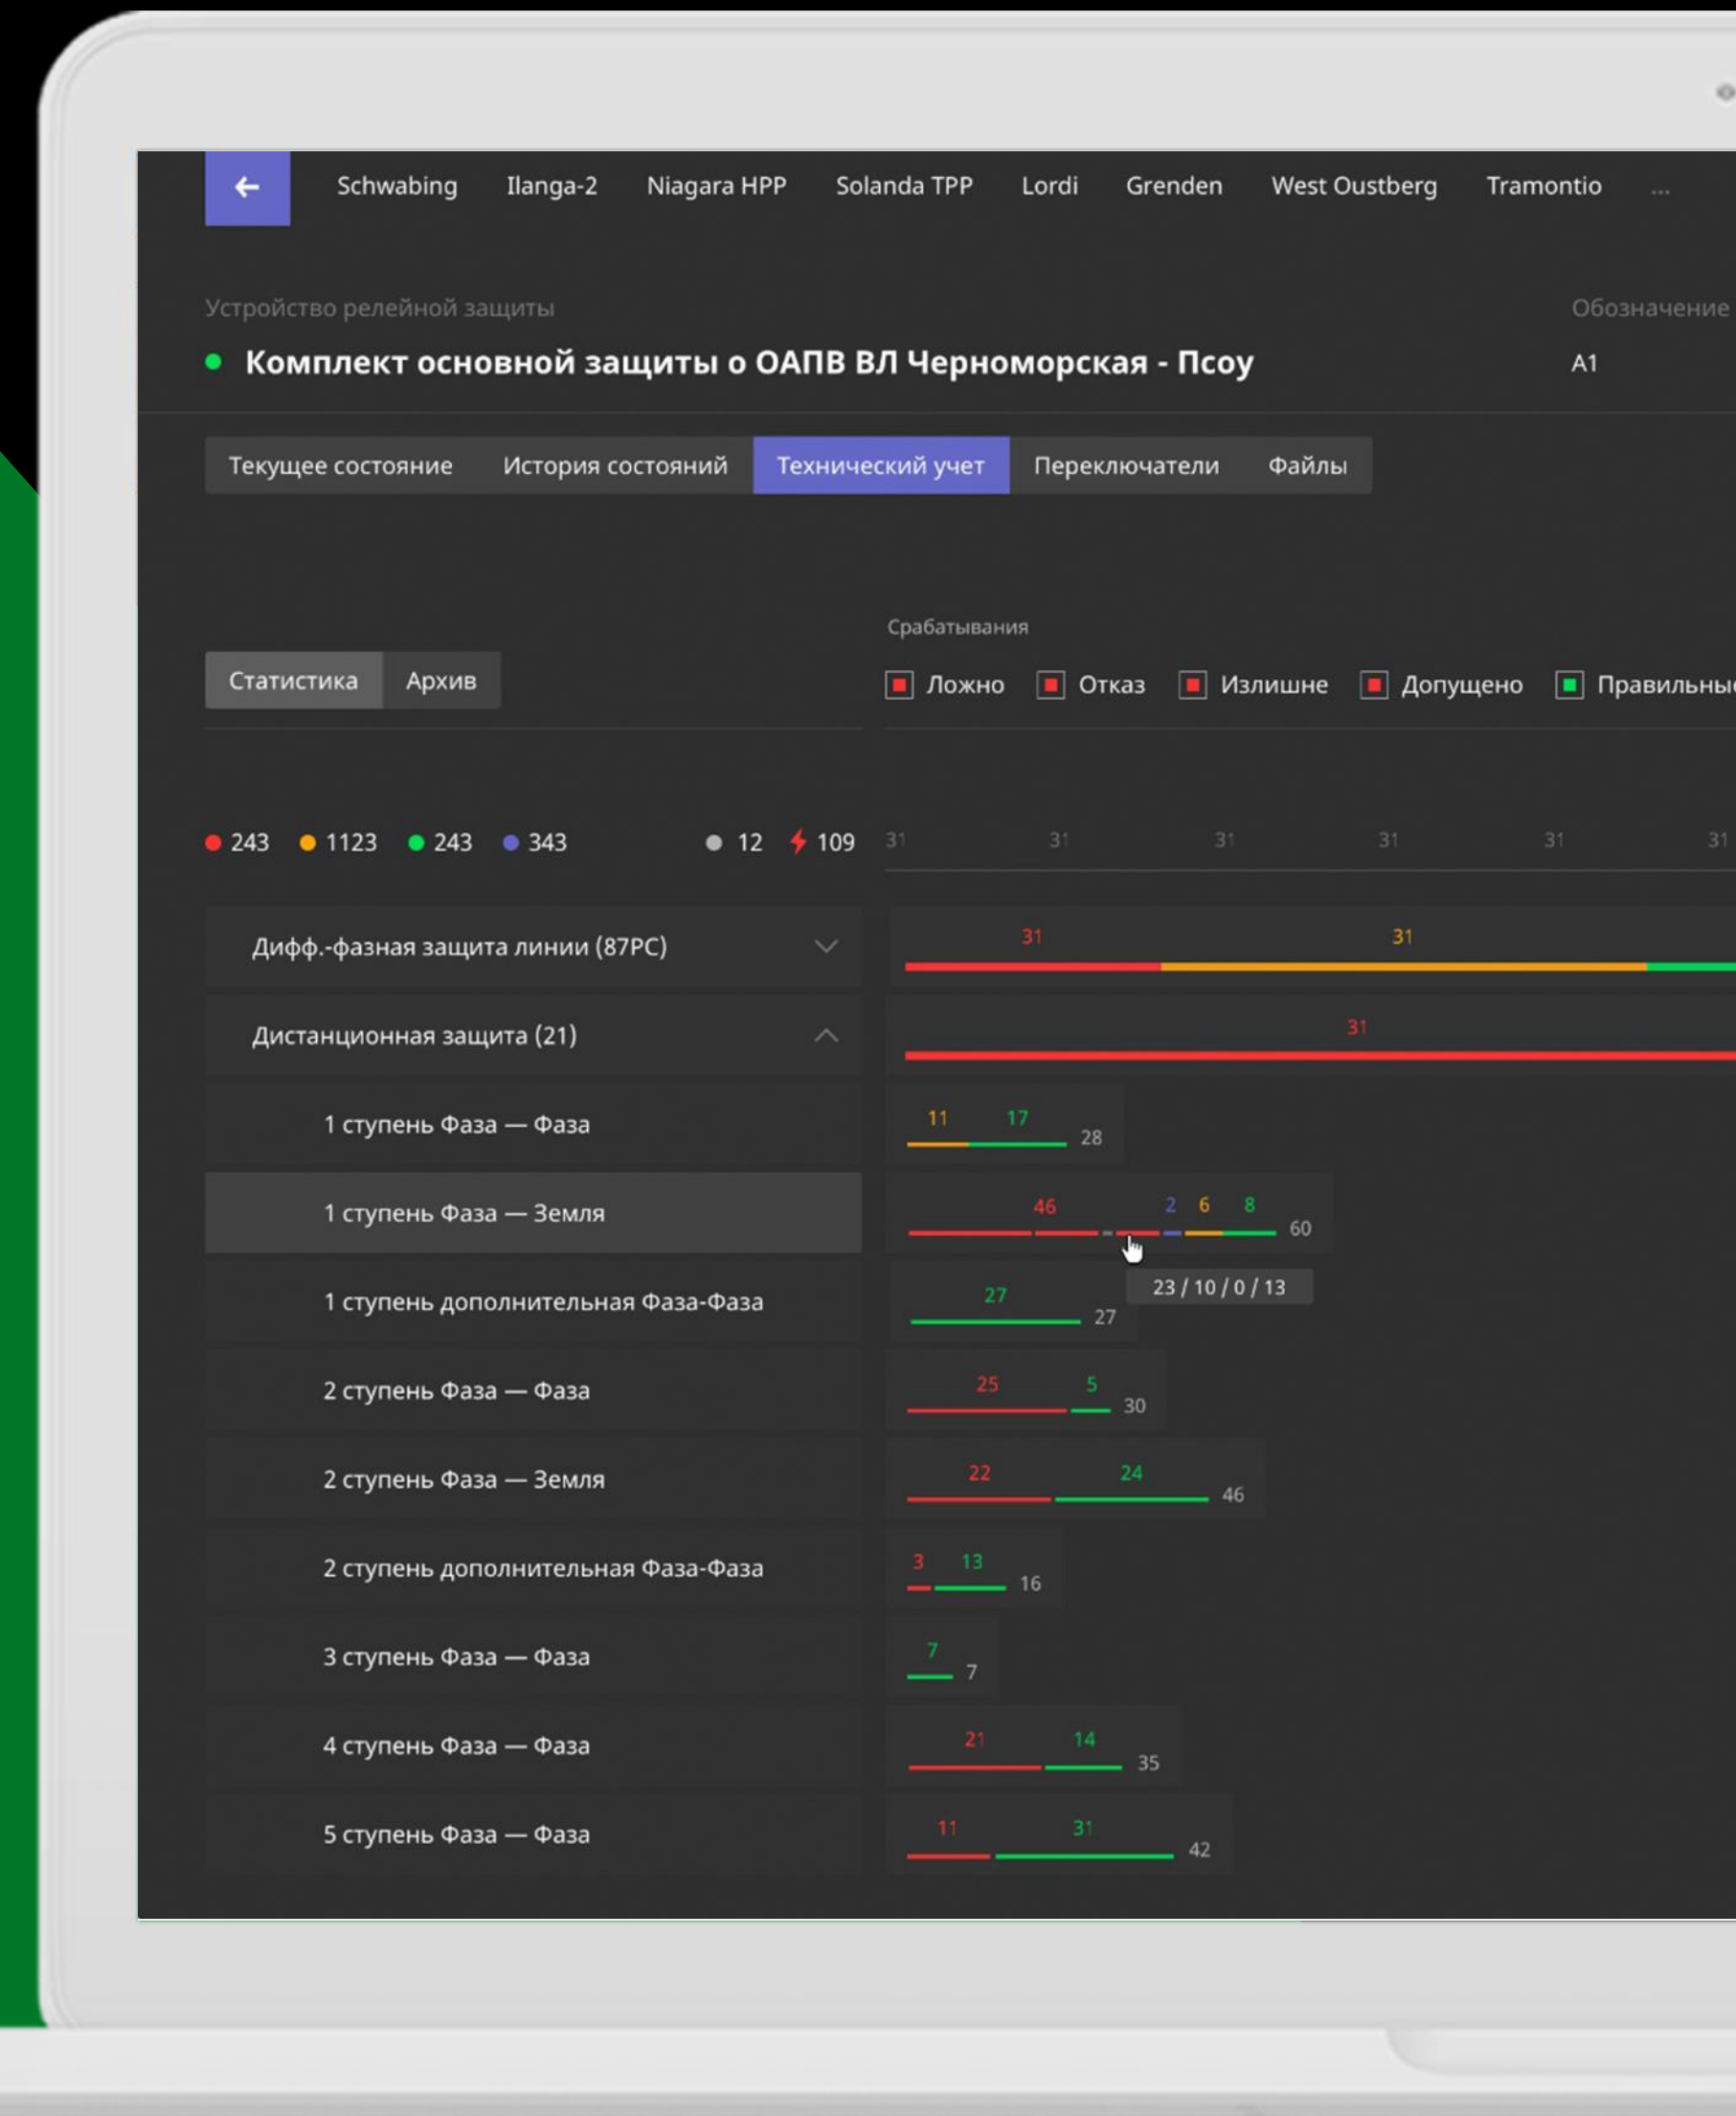 Schwabing Ilanga-2 Niagara HPP Solanda TPP Lordi Grenden West Oustberg Tramontio ...
Устройство релейной защиты Обозначение
Комплект основной защиты о ОАПВ ВЛ Черноморская - Псоу A1
Текущее состояние История состояний Технический учет Переключатели Файлы
Срабатывания
Статистика Архив Ложно Отказ Излишне Допущено Правильные
243 1123 243 343 12 109 31 31 31 31 31 31
Дифф.-фазная защита линии (87PC) 31 31
Дистанционная защита (21) 31
1 ступень Фаза — Фаза 11 17 28
1 ступень Фаза — Земля 46 2 6 8 60
23 / 10 / 0 / 13
1 ступень дополнительная Фаза-Фаза 27 27
2 ступень Фаза — Фаза 25 5 30
2 ступень Фаза — Земля 22 24 46
2 ступень дополнительная Фаза-Фаза 3 13 16
3 ступень Фаза — Фаза 7 7
4 ступень Фаза — Фаза 21 14 35
5 ступень Фаза — Фаза 11 31 42